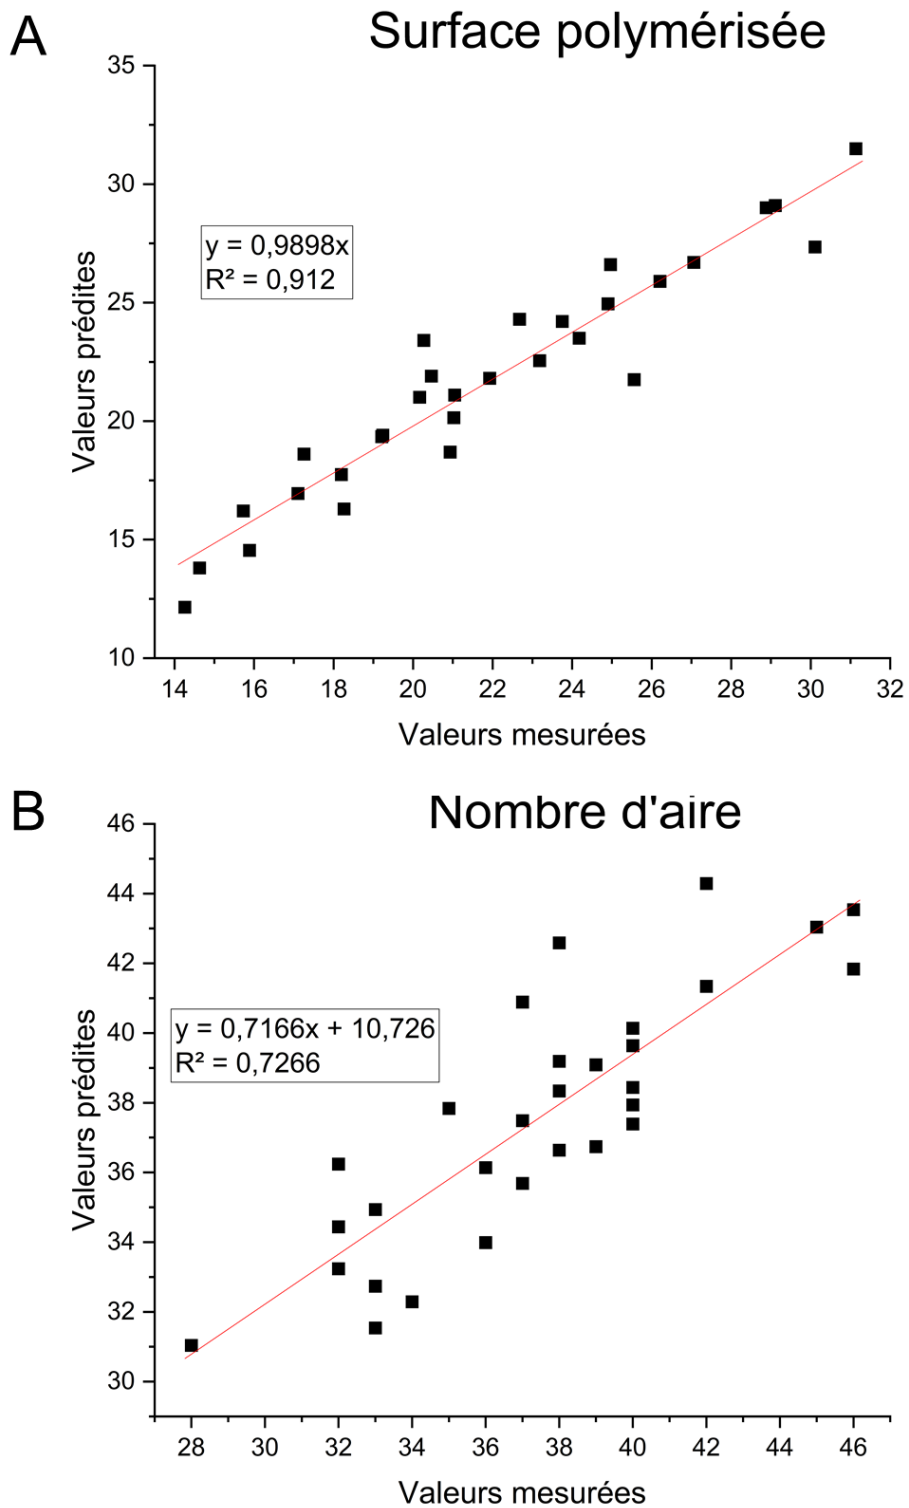 A
Surface polymérisée
35
30
25
20
15
10
Valeurs prédites
y = 0,9898x
R² = 0,912
14 16 18 20 22 24 26 28 30 32
Valeurs mesurées
B
Nombre d'aire
46
44
42
40
38
36
34
32
30
Valeurs prédites
y = 0,7166x + 10,726
R² = 0,7266
28 30 32 34 36 38 40 42 44 46
Valeurs mesurées